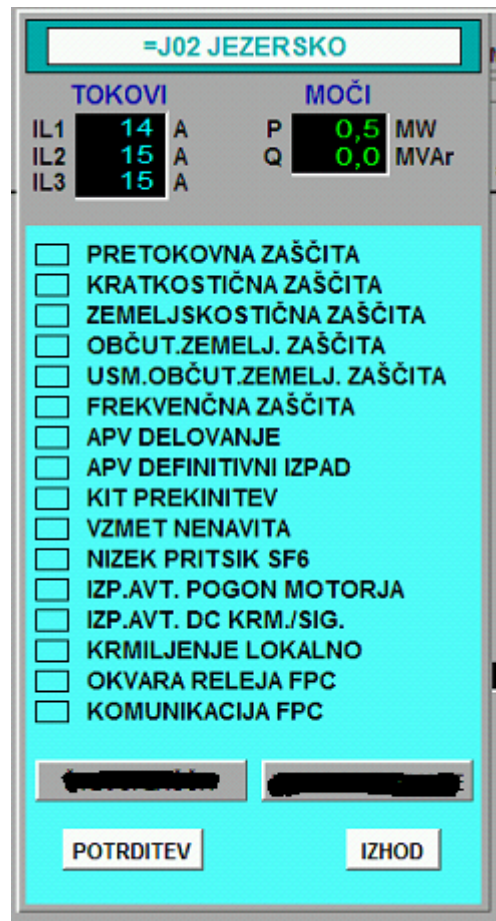 =J02 JEZERSKO
TOKOVI MOČI
IL1 14 A P 0,5 MW
IL2 15 A Q 0,0 MVAr
IL3 15 A
PRETOKOVNA ZAŠČITA
KRATKOSTIČNA ZAŠČITA
ZEMELJSKOSTIČNA ZAŠČITA
OBČUT.ZEMELJ. ZAŠČITA
USM.OBČUT.ZEMELJ. ZAŠČITA
FREKVENČNA ZAŠČITA
APV DELOVANJE
APV DEFINITIVNI IZPAD
KIT PREKINITEV
VZMET NENAVITA
NIZEK PRITSIK SF6
IZP.AVT. POGON MOTORJA
IZP.AVT. DC KRM./SIG.
KRMILJENJE LOKALNO
OKVARA RELEJA FPC
KOMUNIKACIJA FPC
POTRDITEV IZHOD